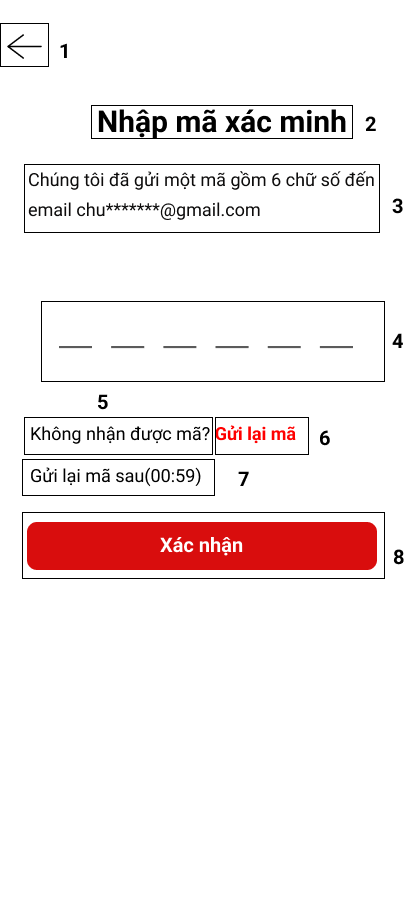 1
Nhập mã xác minh 2
Chúng tôi đã gửi một mã gồm 6 chữ số đến
email chu*******@gmail.com
3
4
5
Không nhận được mã? Gửi lại mã 6
Gửi lại mã sau(00:59) 7
Xác nhận 8